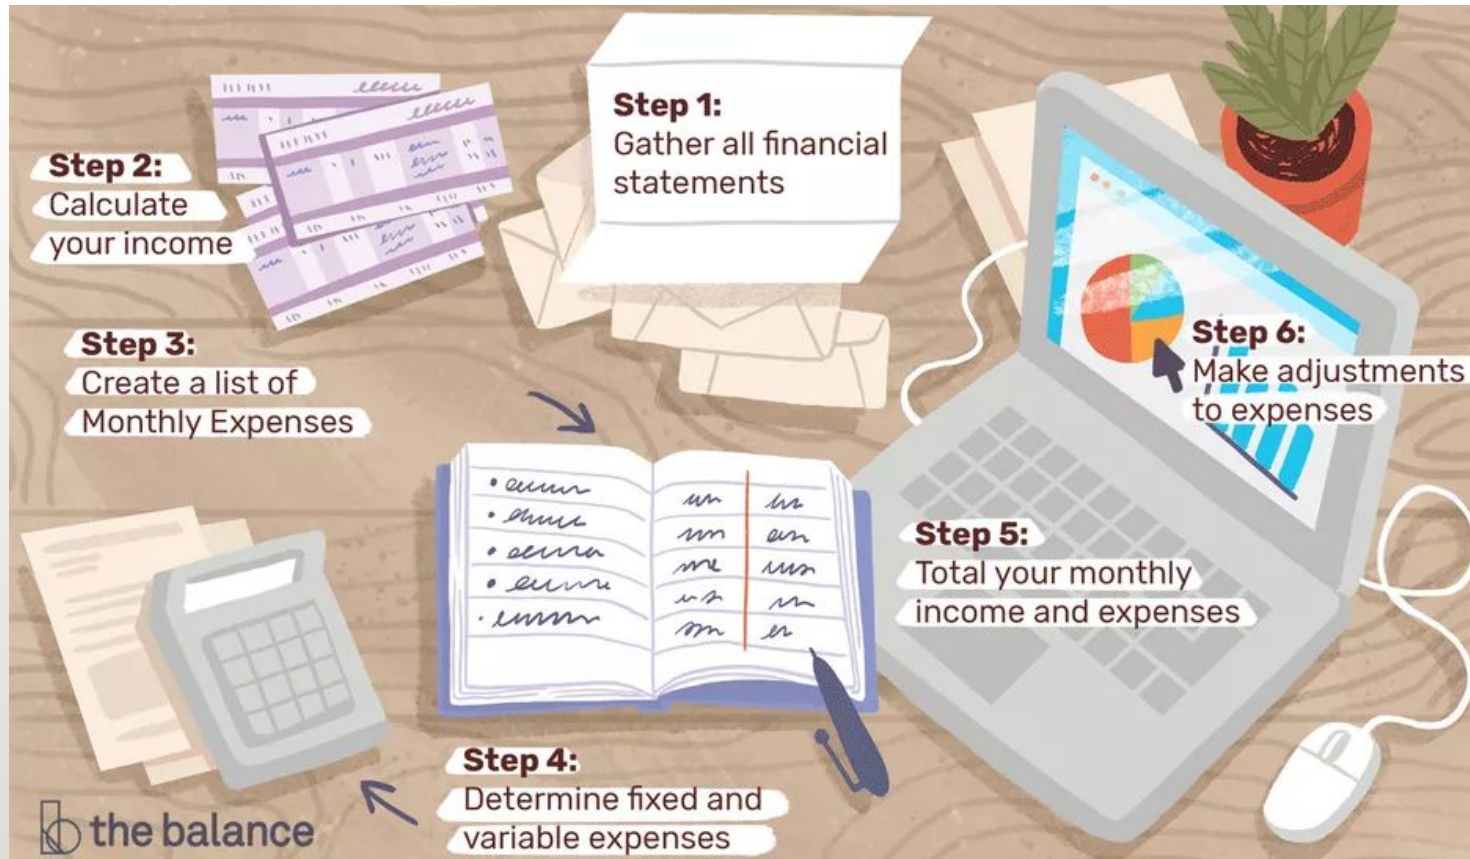 Step 1:
Gather all financial
statements
Step 2:
Calculate
your income
Step 3:
Create a list of
Monthly Expenses
Step 4:
Determine fixed and
variable expenses
Step 5:
Total your monthly
income and expenses
Step 6:
Make adjustments
to expenses
the balance